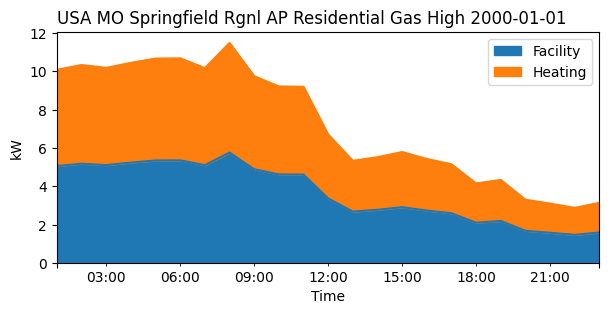 USA MO Springfield Rgnl AP Residential Gas High 2000-01-01
12
10
8
6
4
2
0
kW
Facility
Heating
03:00 06:00 09:00 12:00 15:00 18:00 21:00
Time